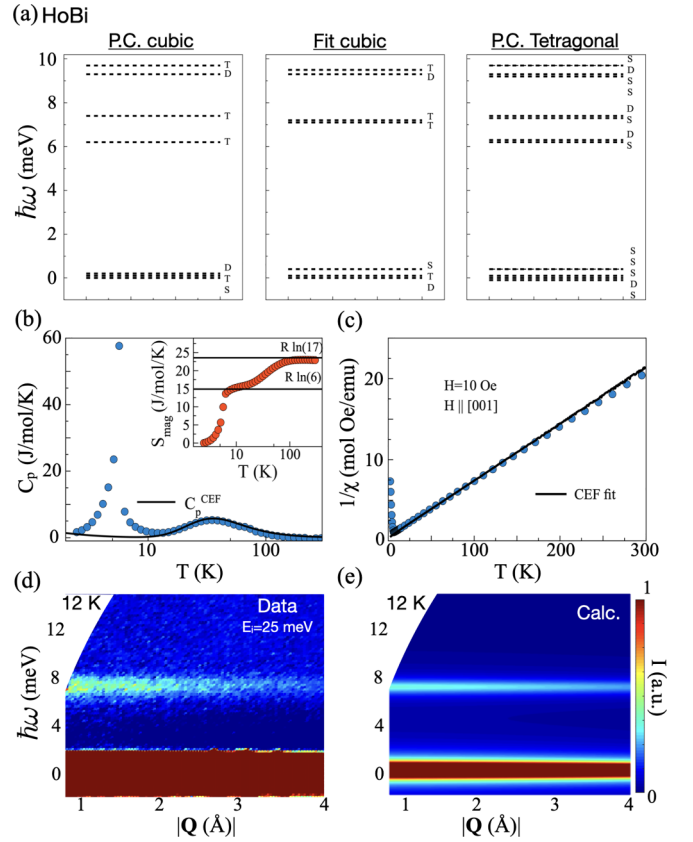 (a) HoBi
P.C. cubic
Fit cubic
P.C. Tetragonal
ħω (meV)
10
8
6
4
2
0
T
D
T
T
D
T
S
T
D
T
T
S
T
D
S
D
S
S
D
S
D
S
S
S
S
D
S
(b)
C_p (J/mol/K)
60
40
20
0
10
100
T (K)
C_p^CEF
S_mag (J/mol/K)
25
20
15
10
5
0
R ln(17)
R ln(6)
10
100
T (K)
(c)
1/χ (mol Oe/emu)
20
10
0
H=10 Oe
H || [001]
CEF fit
0
50
100
150
200
250
300
T (K)
(d)
12 K
Data
E_i=25 meV
ħω (meV)
12
8
4
0
1
2
3
4
|Q (Å)|
(e)
12 K
Calc.
12
8
4
0
1
2
3
4
|Q (Å)|
1
I (a.u.)
0